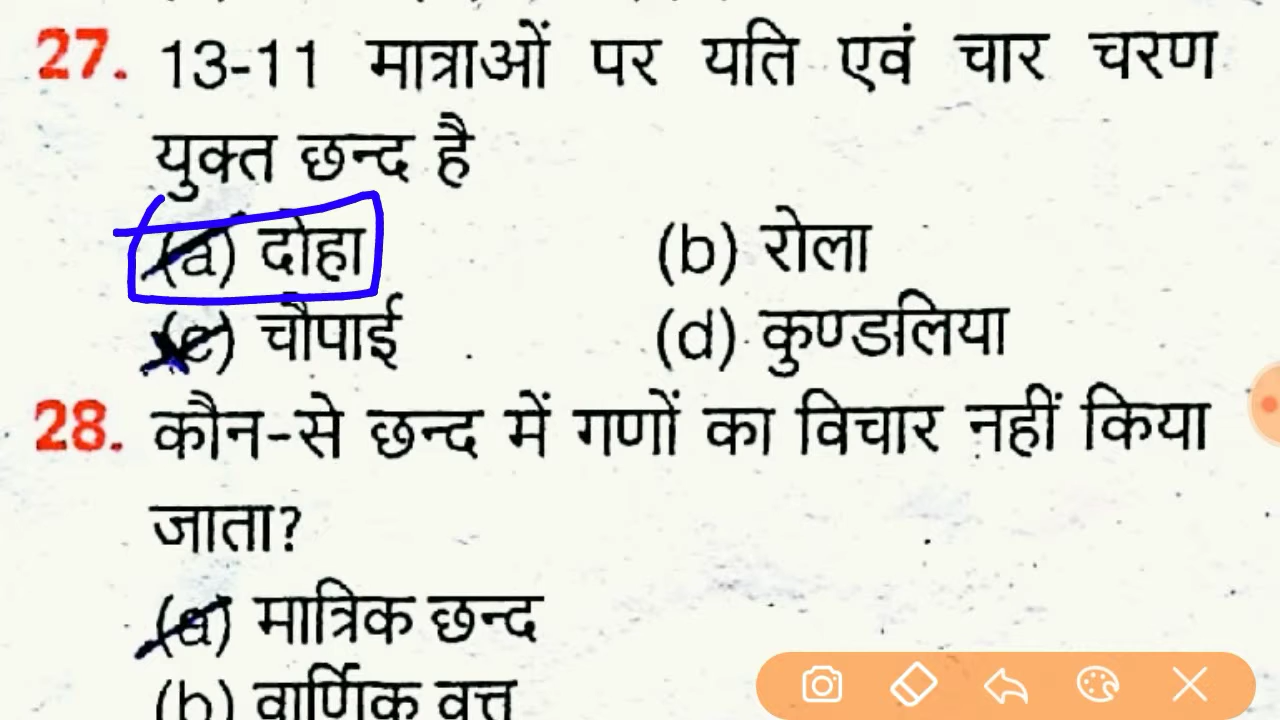 27. 13-11 मात्राओं पर यति एवं चार चरण
युक्त छन्द है
(a) दोहा (b) रोला
(c) चौपाई (d) कुण्डलिया
28. कौन-से छन्द में गणों का विचार नहीं किया
जाता?
(a) मात्रिक छन्द
(b) वार्णिक वृत्त